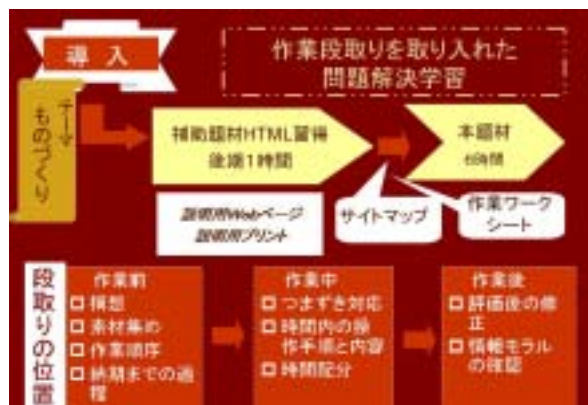 導 入
作業段取りを取り入れた
問題解決学習
テーマ
ものづくり
補助題材HTML習得
後期1時間
本題材
6時間
説明用Webページ
説明用プリント
サイトマップ
作業ワーク
シート
段取りの位置
作業前
□ 構想
□ 素材集め
□ 作業順序
□ 納期までの過
程
作業中
□ つまずき対応
□ 時間内の操
作手順と内容
□ 時間配分
作業後
□ 評価後の修
正
□ 情報モラル
の確認